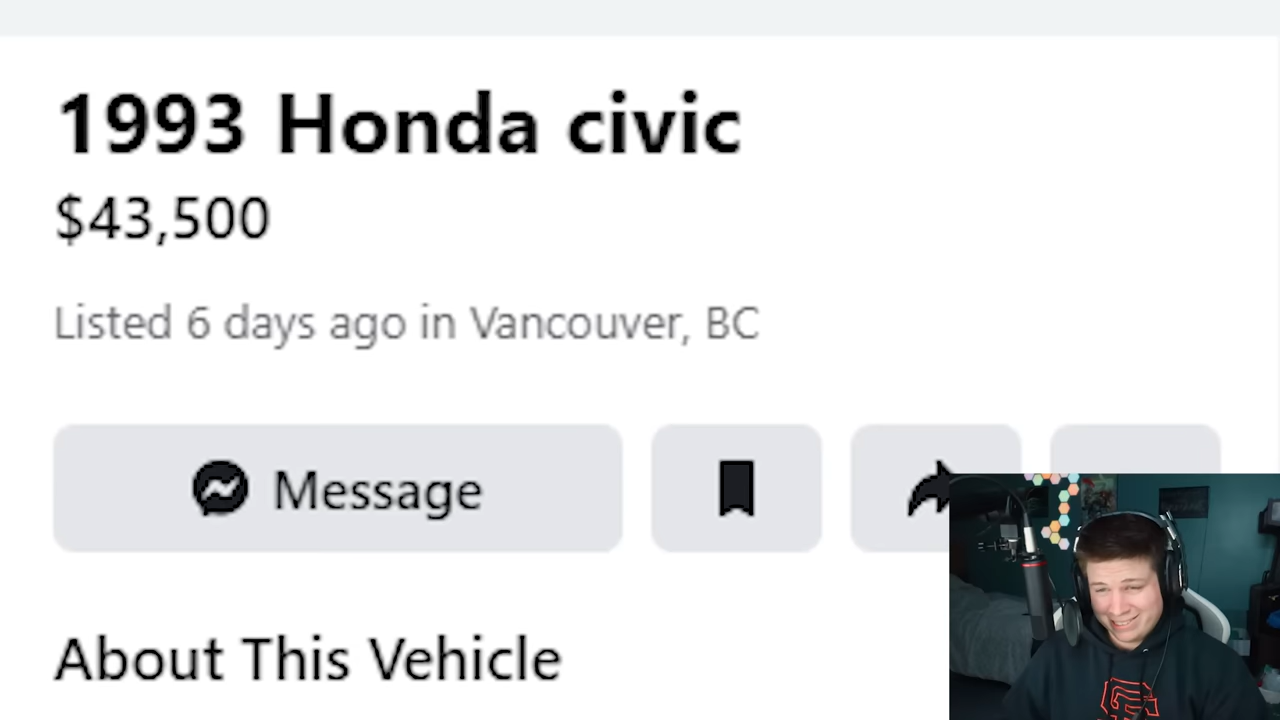 1993 Honda civic
$43,500
Listed 6 days ago in Vancouver, BC
Message
About This Vehicle